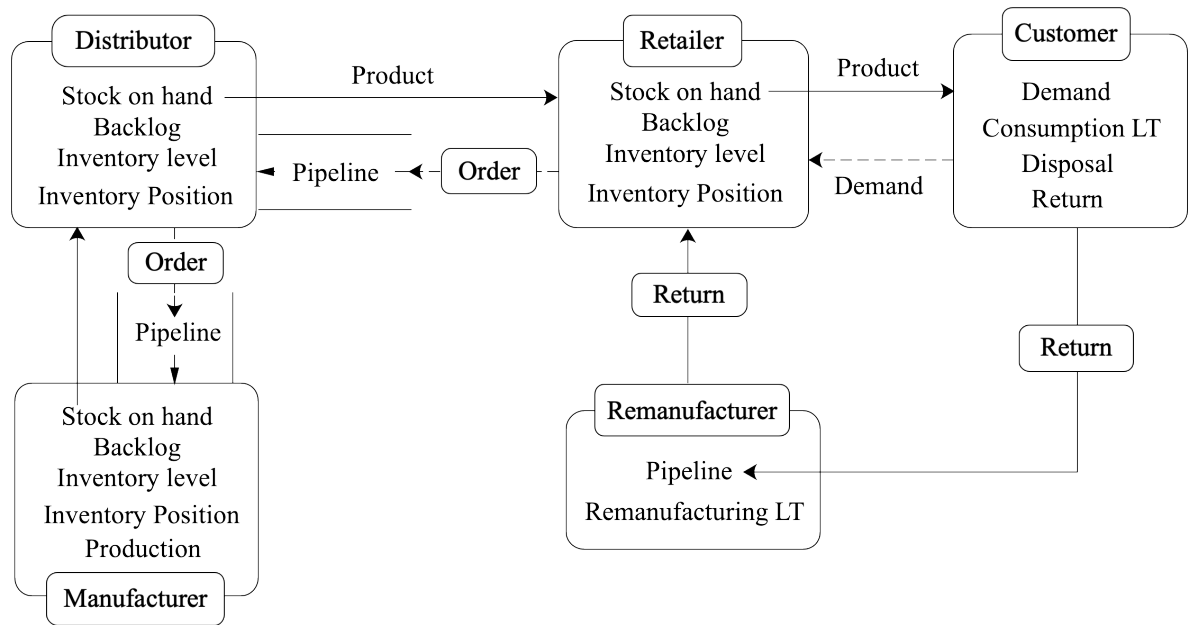 Distributor
Stock on hand
Backlog
Inventory level
Inventory Position
Product
Pipeline
Order
Retailer
Stock on hand
Backlog
Inventory level
Inventory Position
Product
Demand
Customer
Demand
Consumption LT
Disposal
Return
Order
Pipeline
Return
Return
Stock on hand
Backlog
Inventory level
Inventory Position
Production
Manufacturer
Remanufacturer
Pipeline
Remanufacturing LT